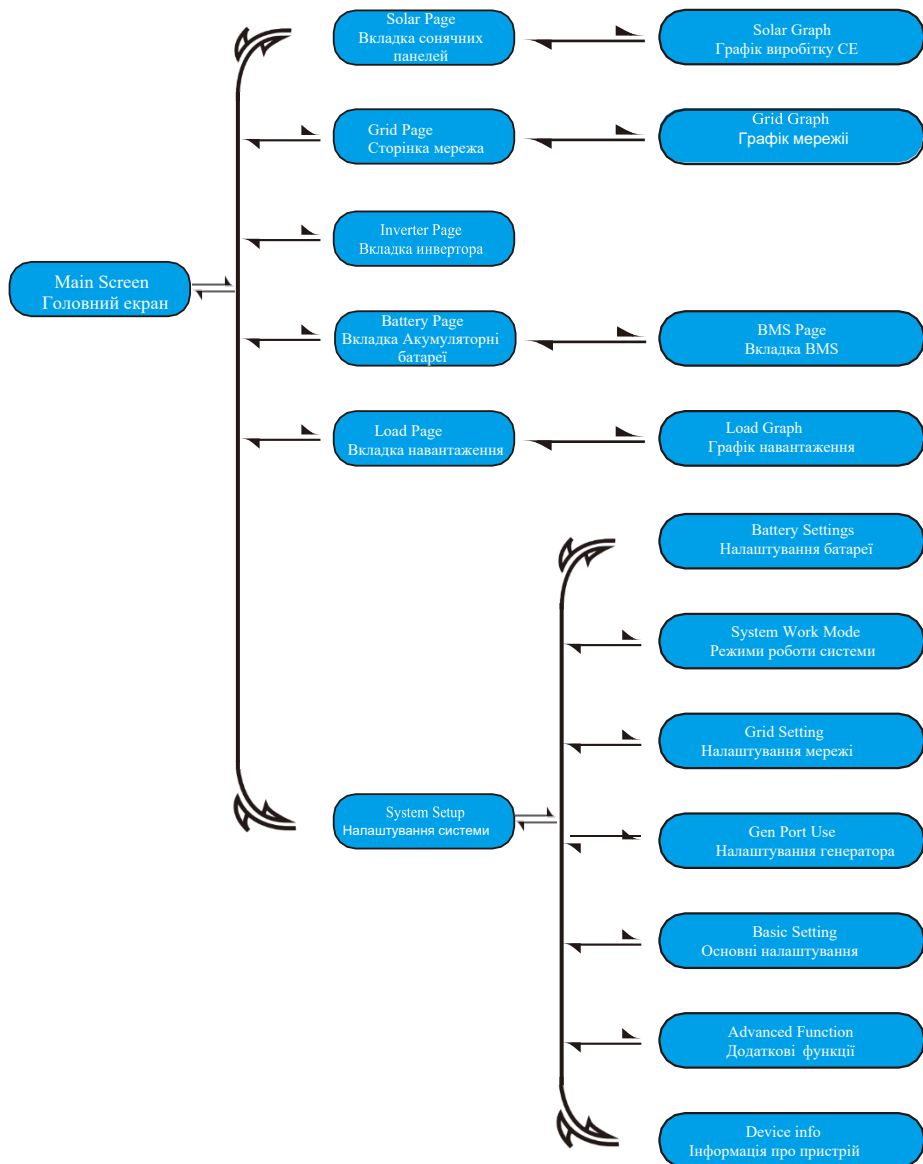 Solar Page
Вкладка сонячних
панелей
Solar Graph
Графік виробітку СЕ
Grid Page
Сторінка мережа
Grid Graph
Графік мережіі
Inverter Page
Вкладка инвертора
Main Screen
Головний екран
Battery Page
Вкладка Акумуляторні
батареї
BMS Page
Вкладка BMS
Load Page
Вкладка навантаження
Load Graph
Графік навантаження
Battery Settings
Налаштування батареї
System Work Mode
Режими роботи системи
Grid Setting
Налаштування мережі
System Setup
Налаштування системи
Gen Port Use
Налаштування генератора
Basic Setting
Основні налаштування
Advanced Function
Додаткові функції
Device info
Інформація про пристрій